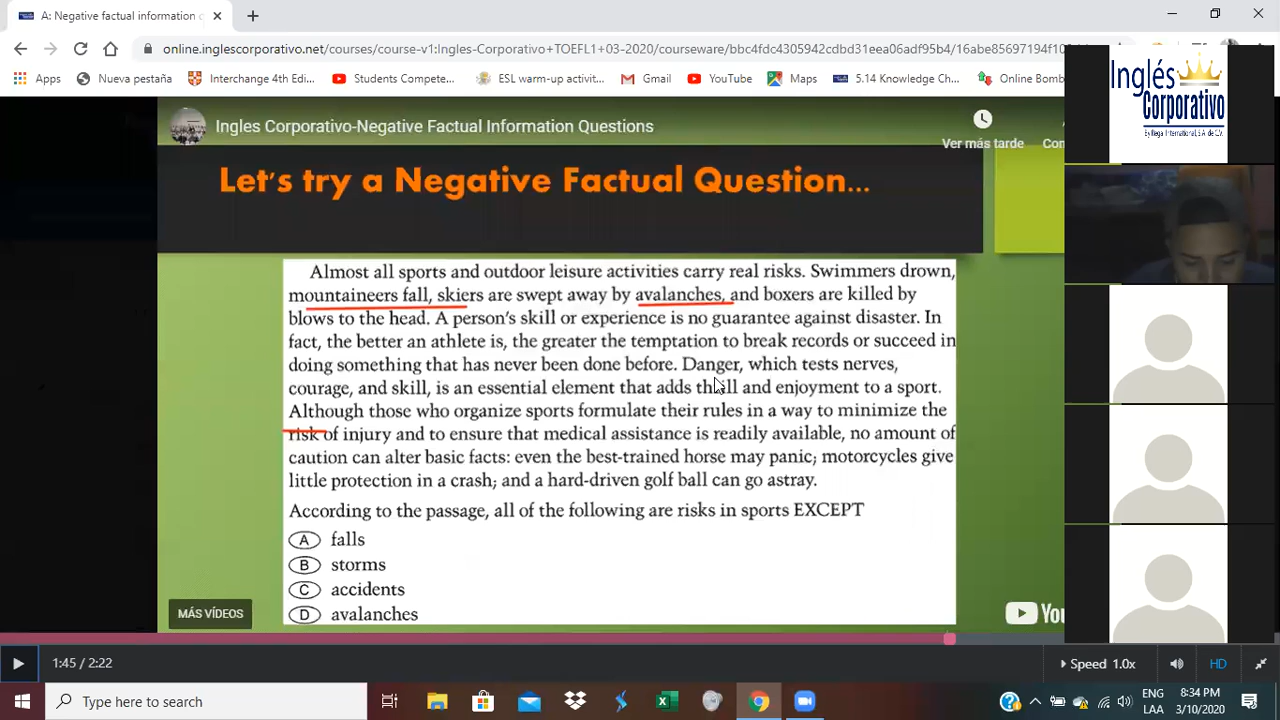 A: Negative factual information
online.inglescorporativo.net/courses/course-v1:Ingles-Corporativo+TOEFL1+03-2020/courseware/bbc4fdc4305942cdbd31eea06adf95b4/
Apps Nueva pestaña Interchange 4th Edi... Students Compete... ESL warm-up activit... Gmail YouTube Maps 5.14 Knowledge Ch... Online Bomb
Inglés
Corporativo
Ingles Corporativo-Negative Factual Information Questions
Ver más tarde
Let's try a Negative Factual Question...
Almost all sports and outdoor leisure activities carry real risks. Swimmers drown,
mountaineers fall, skiers are swept away by avalanches, and boxers are killed by
blows to the head. A person's skill or experience is no guarantee against disaster. In
fact, the better an athlete is, the greater the temptation to break records or succeed in
doing something that has never been done before. Danger, which tests nerves,
courage, and skill, is an essential element that adds thrill and enjoyment to a sport.
Although those who organize sports formulate their rules in a way to minimize the
risk of injury and to ensure that medical assistance is readily available, no amount of
caution can alter basic facts: even the best-trained horse may panic; motorcycles give
little protection in a crash; and a hard-driven golf ball can go astray.
According to the passage, all of the following are risks in sports EXCEPT
A falls
B storms
C accidents
D avalanches
MÁS VÍDEOS
1:45 / 2:22
Speed 1.0x
HD
Type here to search
ENG
LAA
8:34 PM
3/10/2020